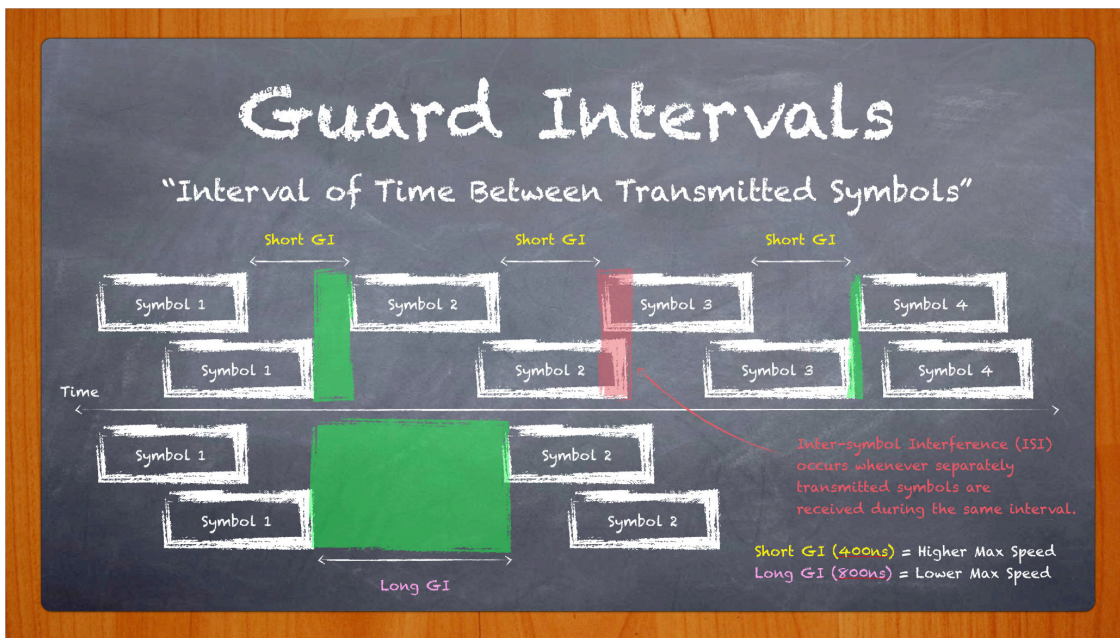 Guard Intervals
"Interval of Time Between Transmitted Symbols"
Short GI
Short GI
Short GI
Symbol 1
Symbol 2
Symbol 3
Symbol 4
Symbol 1
Symbol 2
Symbol 3
Symbol 4
Time
Symbol 1
Symbol 2
Symbol 1
Symbol 2
Long GI
Inter-symbol Interference (ISI)
occurs whenever separately
transmitted symbols are
received during the same interval.
Short GI (400ns) = Higher Max Speed
Long GI (800ns) = Lower Max Speed